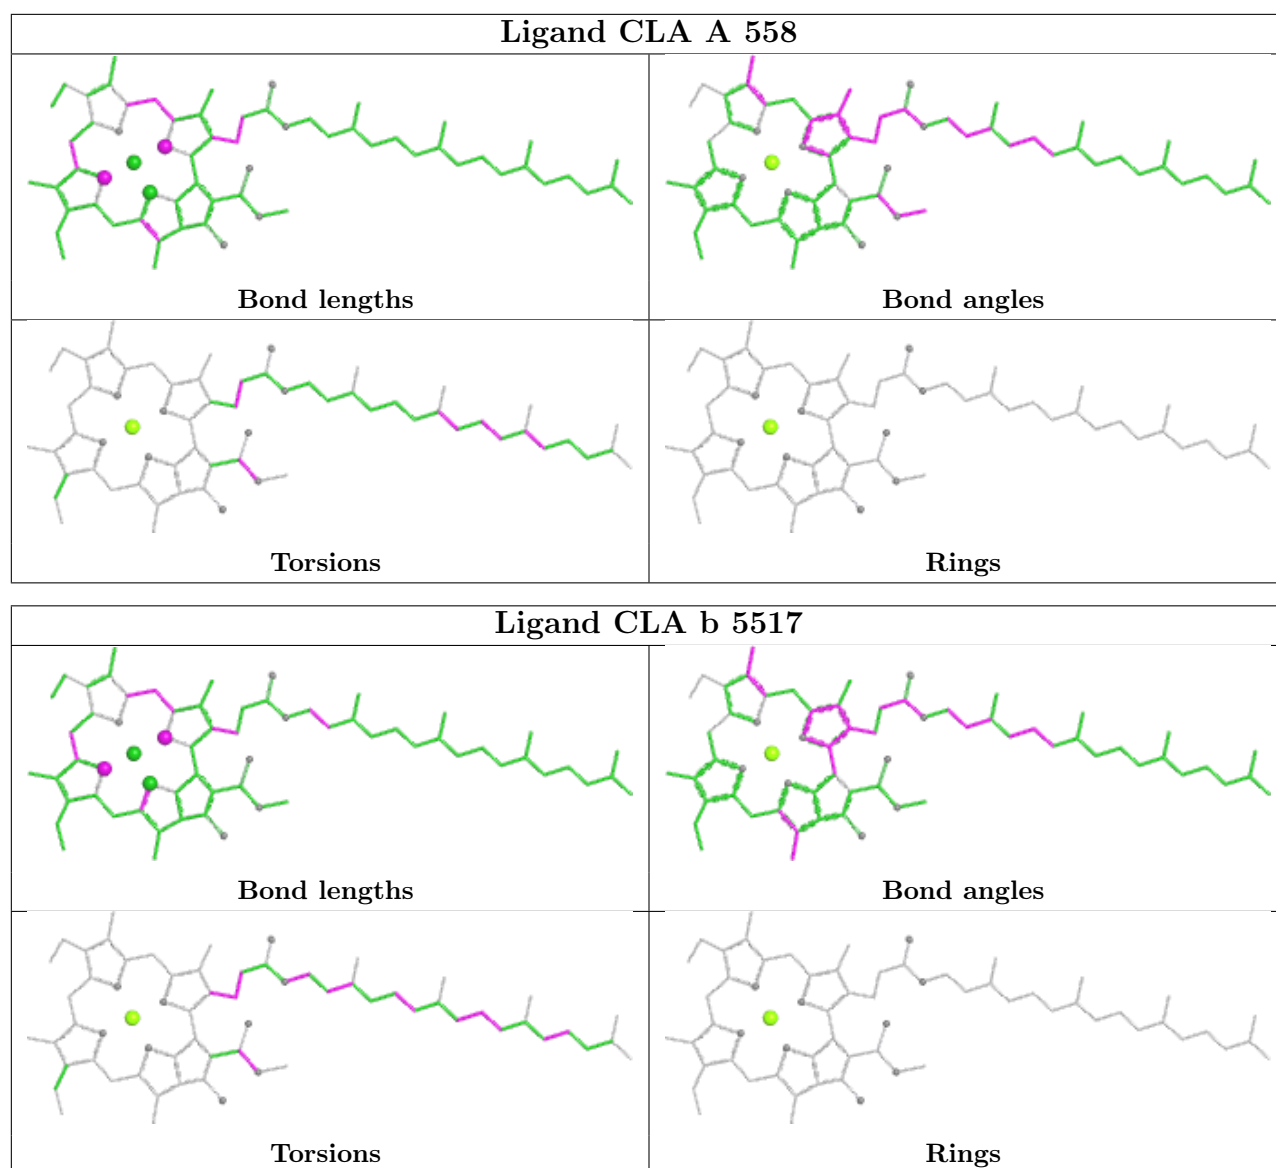 Ligand CLA A 558
Bond lengths
Bond angles
Torsions
Rings
Ligand CLA b 5517
Bond lengths
Bond angles
Torsions
Rings